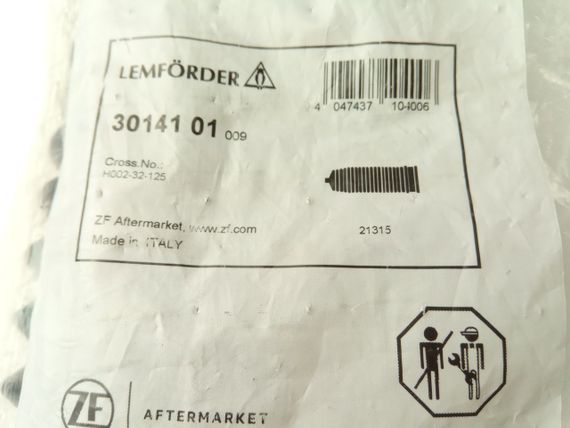 LEMFÖRDER
4 047437 104006
30141 01 009
Cross.No.:
H002-32-125
ZF Aftermarket, www.zf.com
21315
Made in ITALY
ZF AFTERMARKET